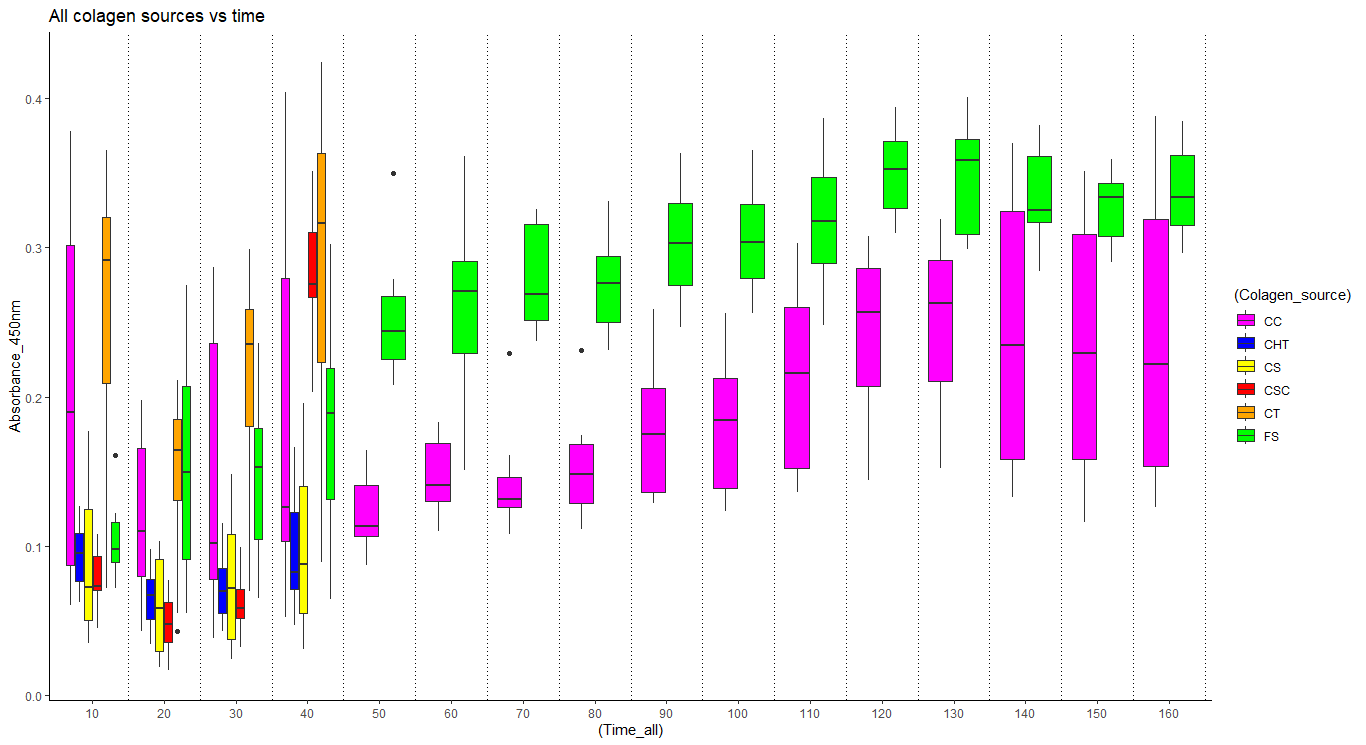 All colagen sources vs time
Absorbance_450nm
0.4
0.3
0.2
0.1
0.0
10 20 30 40 50 60 70 80 90 100 110 120 130 140 150 160
(Time_all)
(Colagen_source)
CC
CHT
CS
CSC
CT
FS